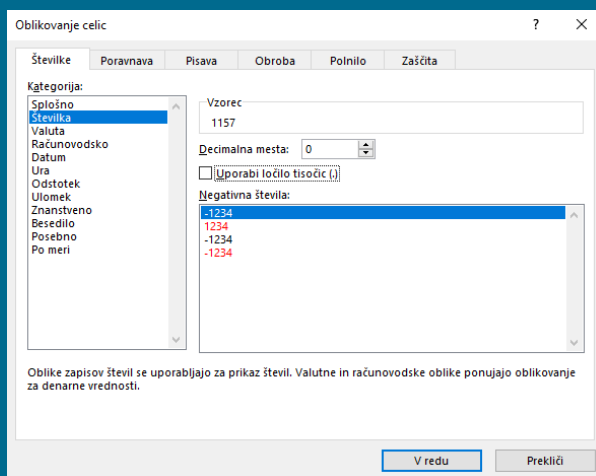 Oblikovanje celic ?
Številke Poravnava Pisava Obroba Polnilo Zaščita
Kategorija:
Splošno
Številka
Valuta
Računovodsko
Datum
Ura
Odstotek
Ulomek
Znanstveno
Besedilo
Posebno
Po meri
Vzorec
1157
Decimalna mesta: 0
Uporabi ločilo tisočic (.)
Negativna števila:
-1234
1234
-1234
-1234
Oblike zapisov števil se uporabljajo za prikaz števil. Valutne in računovodske oblike ponujajo oblikovanje
za denarne vrednosti.
V redu Prekliči